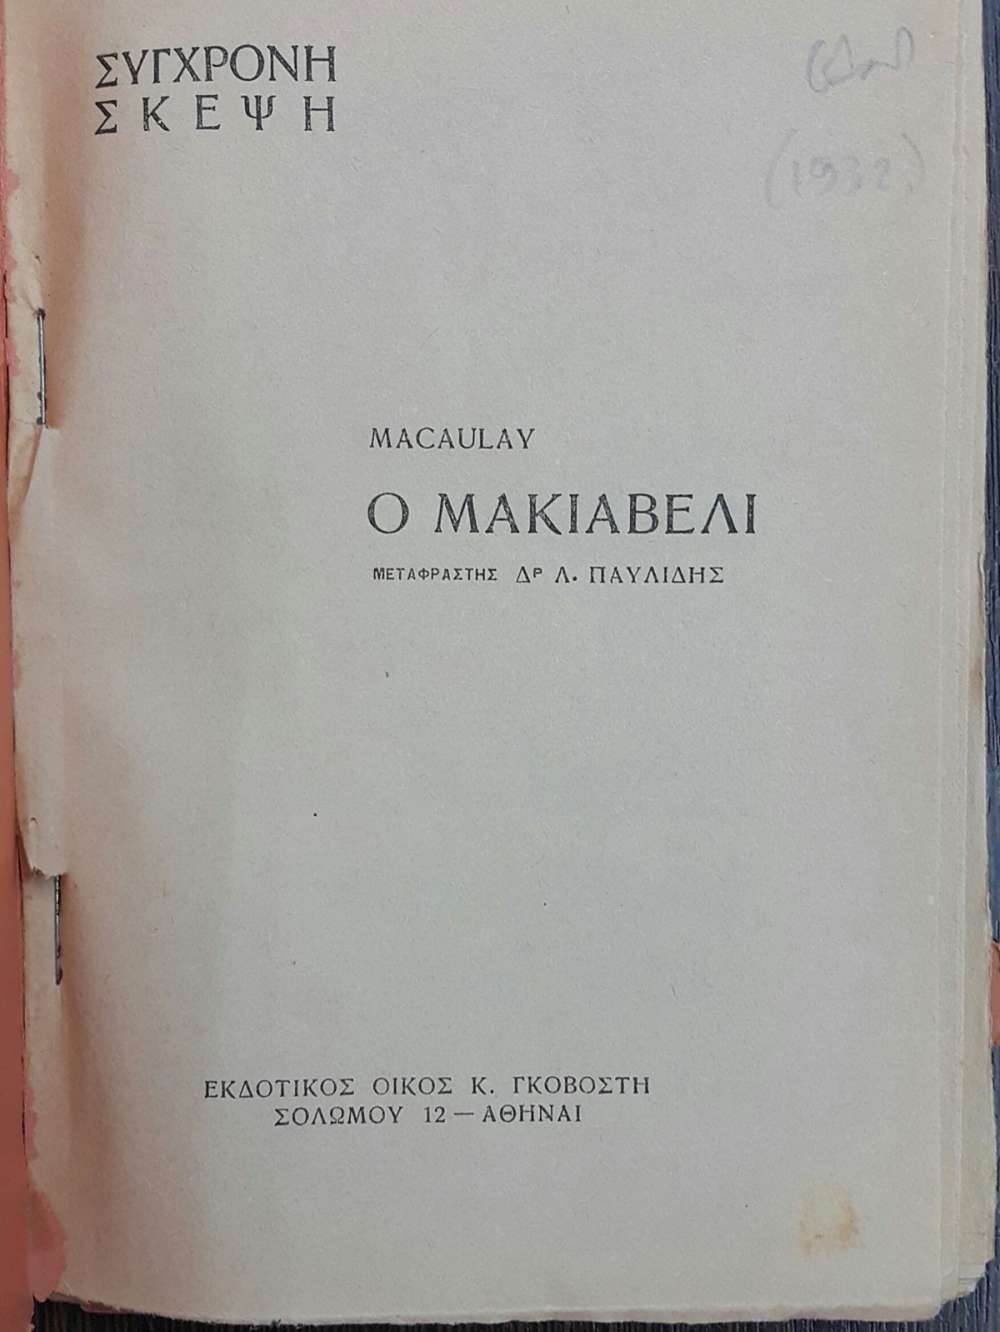 ΣΥΓΧΡΟΝΗ
ΣΚΕΨΗ
(1932)
MACAULAY
Ο ΜΑΚΙΑΒΕΛΙ
ΜΕΤΑΦΡΑΣΤΗΣ Δρ Λ. ΠΑΥΛΙΔΗΣ
ΕΚΔΟΤΙΚΟΣ ΟΙΚΟΣ Κ. ΓΚΟΒΟΣΤΗ
ΣΟΛΩΜΟΥ 12 — ΑΘΗΝΑΙ